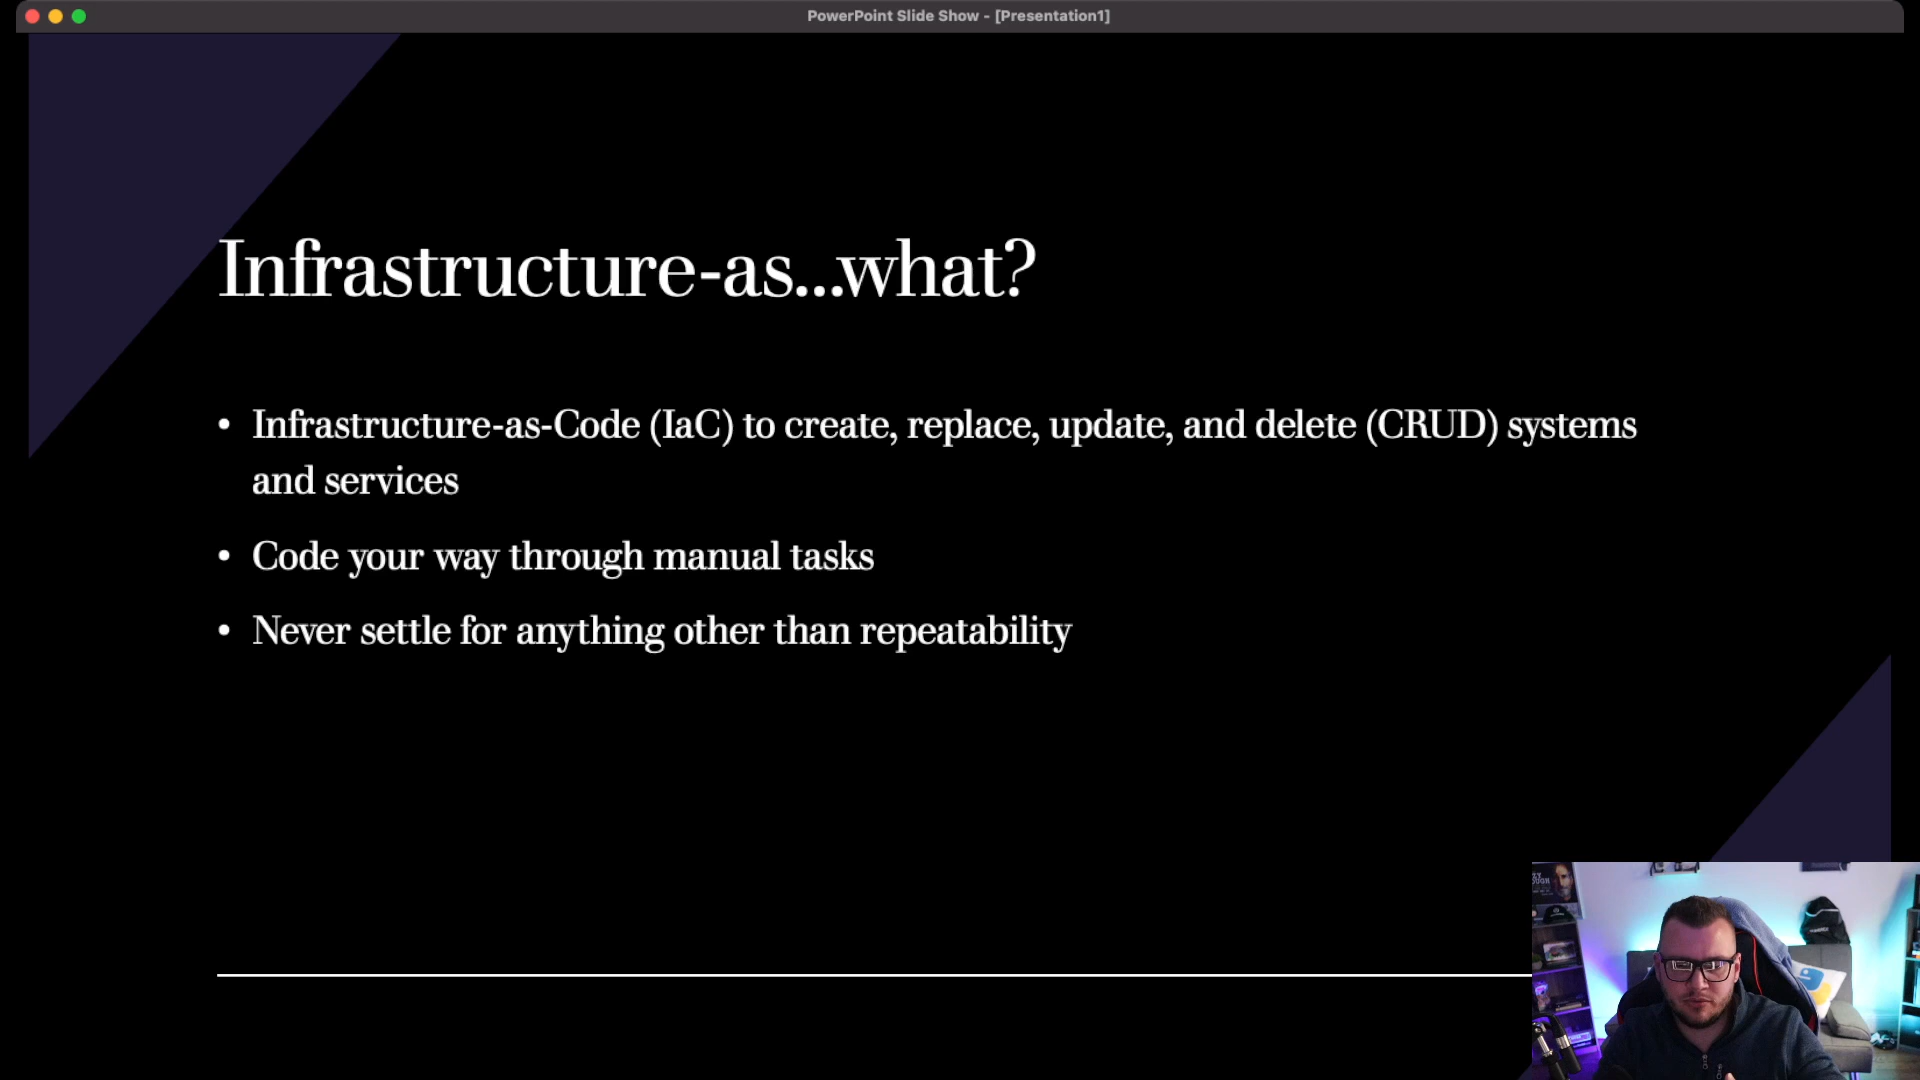 PowerPoint Slide Show - [Presentation1]
Infrastructure-as...what?
• Infrastructure-as-Code (IaC) to create, replace, update, and delete (CRUD) systems
and services
• Code your way through manual tasks
• Never settle for anything other than repeatability